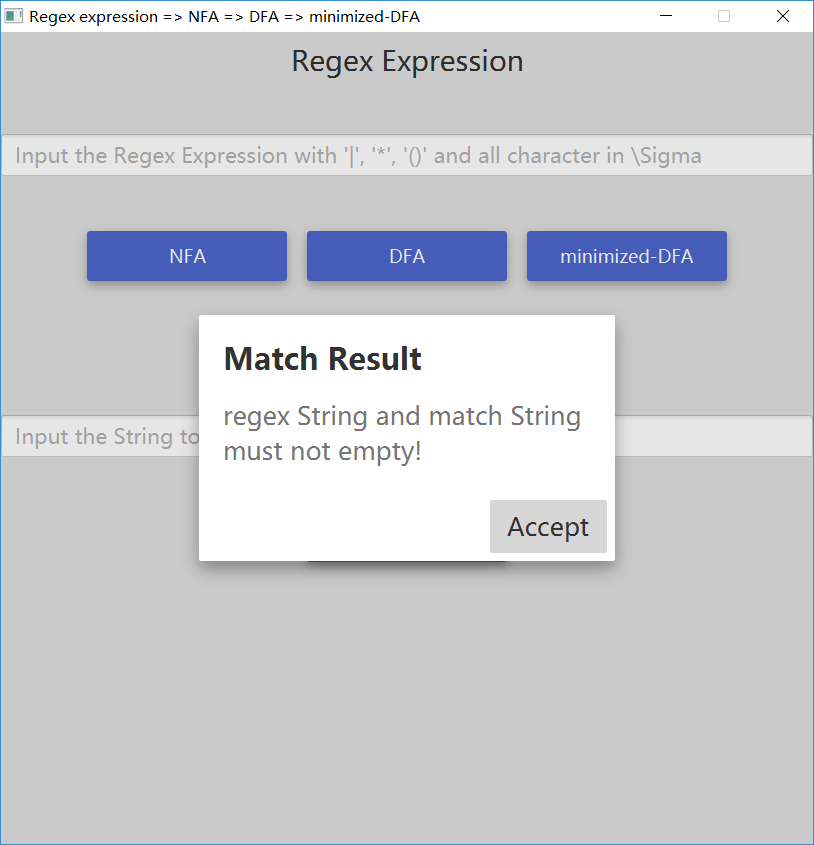 Regex expression => NFA => DFA => minimized-DFA
Regex Expression
Input the Regex Expression with '|', '*', '()' and all character in \Sigma
NFA
DFA
minimized-DFA
Input the String to
Match Result
regex String and match String
must not empty!
Accept